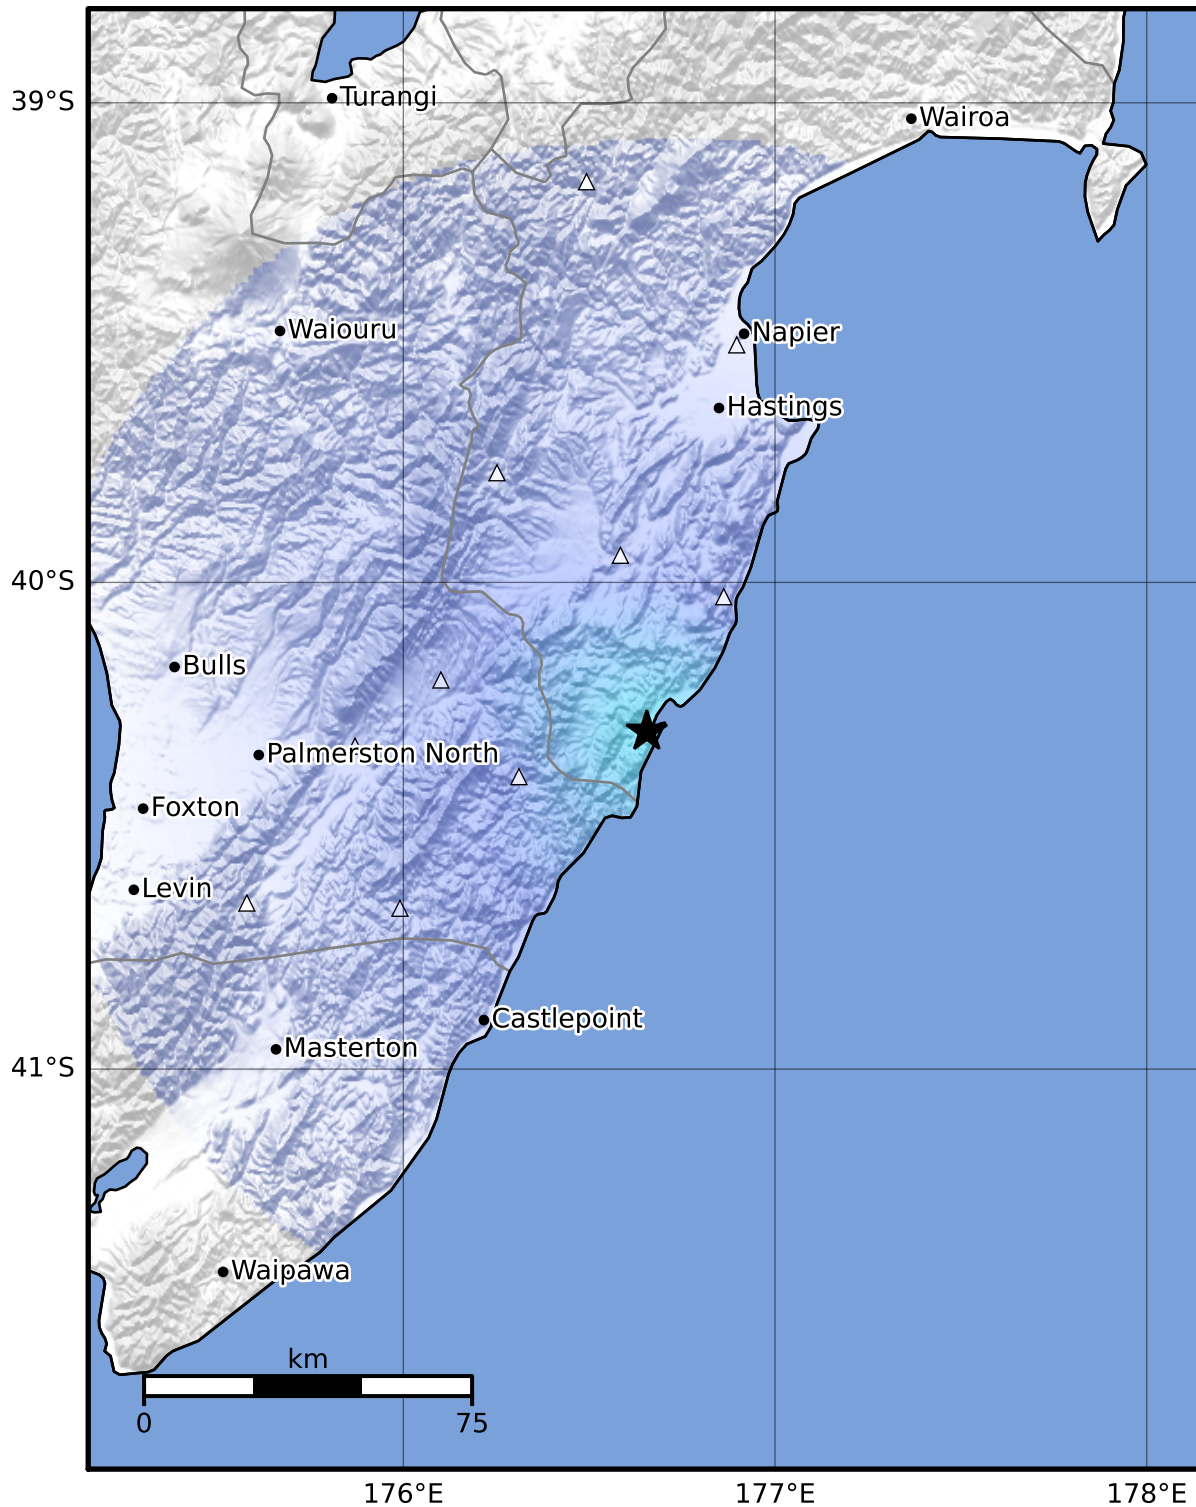 39°S
Turangi
Wairoa
Waiouru
Napier
Hastings
40°S
Bulls
Palmerston North
Foxton
Levin
Castlepoint
Masterton
41°S
Waipawa
km
0
75
176°E
177°E
178°E